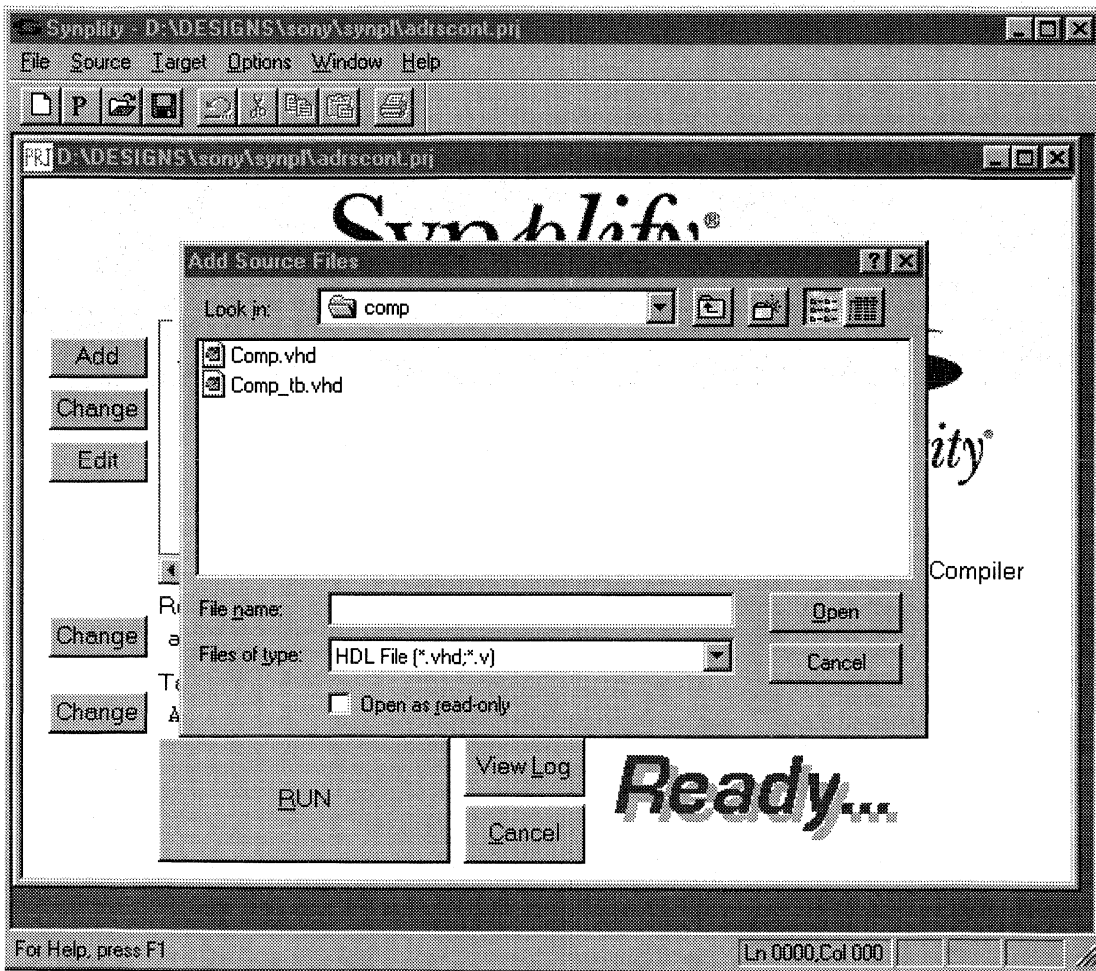 Synplify - D:\DESIGNS\sony\synpl\adrscont.prj
File Source Target Options Window Help
P
PRJ D:\DESIGNS\sony\synpl\adrscont.prj
Synplify®
Add Source Files
Look in: comp
Comp.vhd
Comp_tb.vhd
Add
Change
Edit
ity®
Compiler
File name:
Open
Change
a
Files of type: HDL File (*.vhd;*.v)
Cancel
Change
A
Open as read-only
RUN
View Log
Cancel
Ready...
For Help, press F1
Ln 0000,Col 000